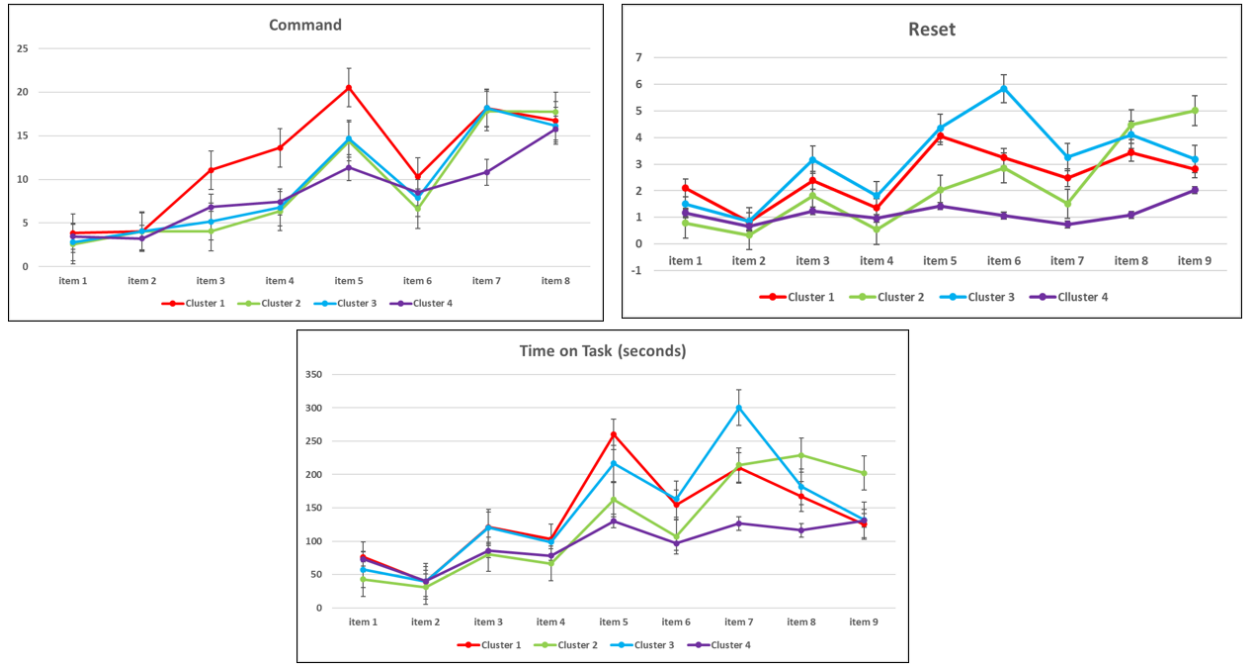 Command
25
20
15
10
5
0
item 1 item 2 item 3 item 4 item 5 item 6 item 7 item 8
Cluster 1 Cluster 2 Cluster 3 Cluster 4
Reset
7
6
5
4
3
2
1
0
-1
item 1 item 2 item 3 item 4 item 5 item 6 item 7 item 8 item 9
Cluster 1 Cluster 2 Cluster 3 Clluster 4
Time on Task (seconds)
350
300
250
200
150
100
50
0
item 1 item 2 item 3 item 4 item 5 item 6 item 7 item 8 item 9
Cluster 1 Cluster 2 Cluster 3 Cluster 4